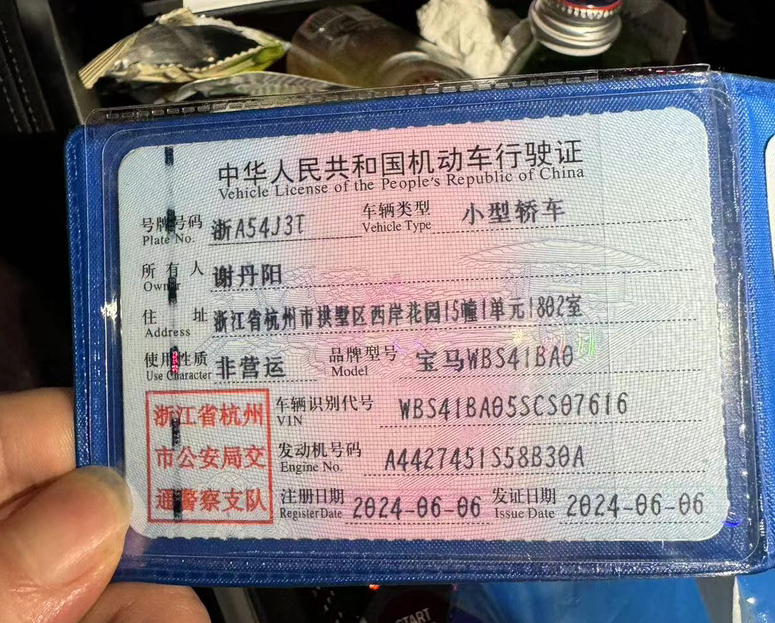 中华人民共和国机动车行驶证
Vehicle License of the People's Republic of China
号牌号码 浙A54J3T 车辆类型 小型轿车
Plate No. Vehicle Type
所有人 谢丹阳
Owner
住址 浙江省杭州市拱墅区西岸花园15幢1单元1802室
Address
使用性质 非营运 品牌型号 宝马WBS41BA0
Use Character Model
浙江省杭州
市公安局交
通警察支队
车辆识别代号 WBS41BA05SCS07616
VIN
发动机号码 A4427451S58B30A
Engine No.
注册日期 2024-06-06 发证日期 2024-06-06
Register Date Issue Date
START